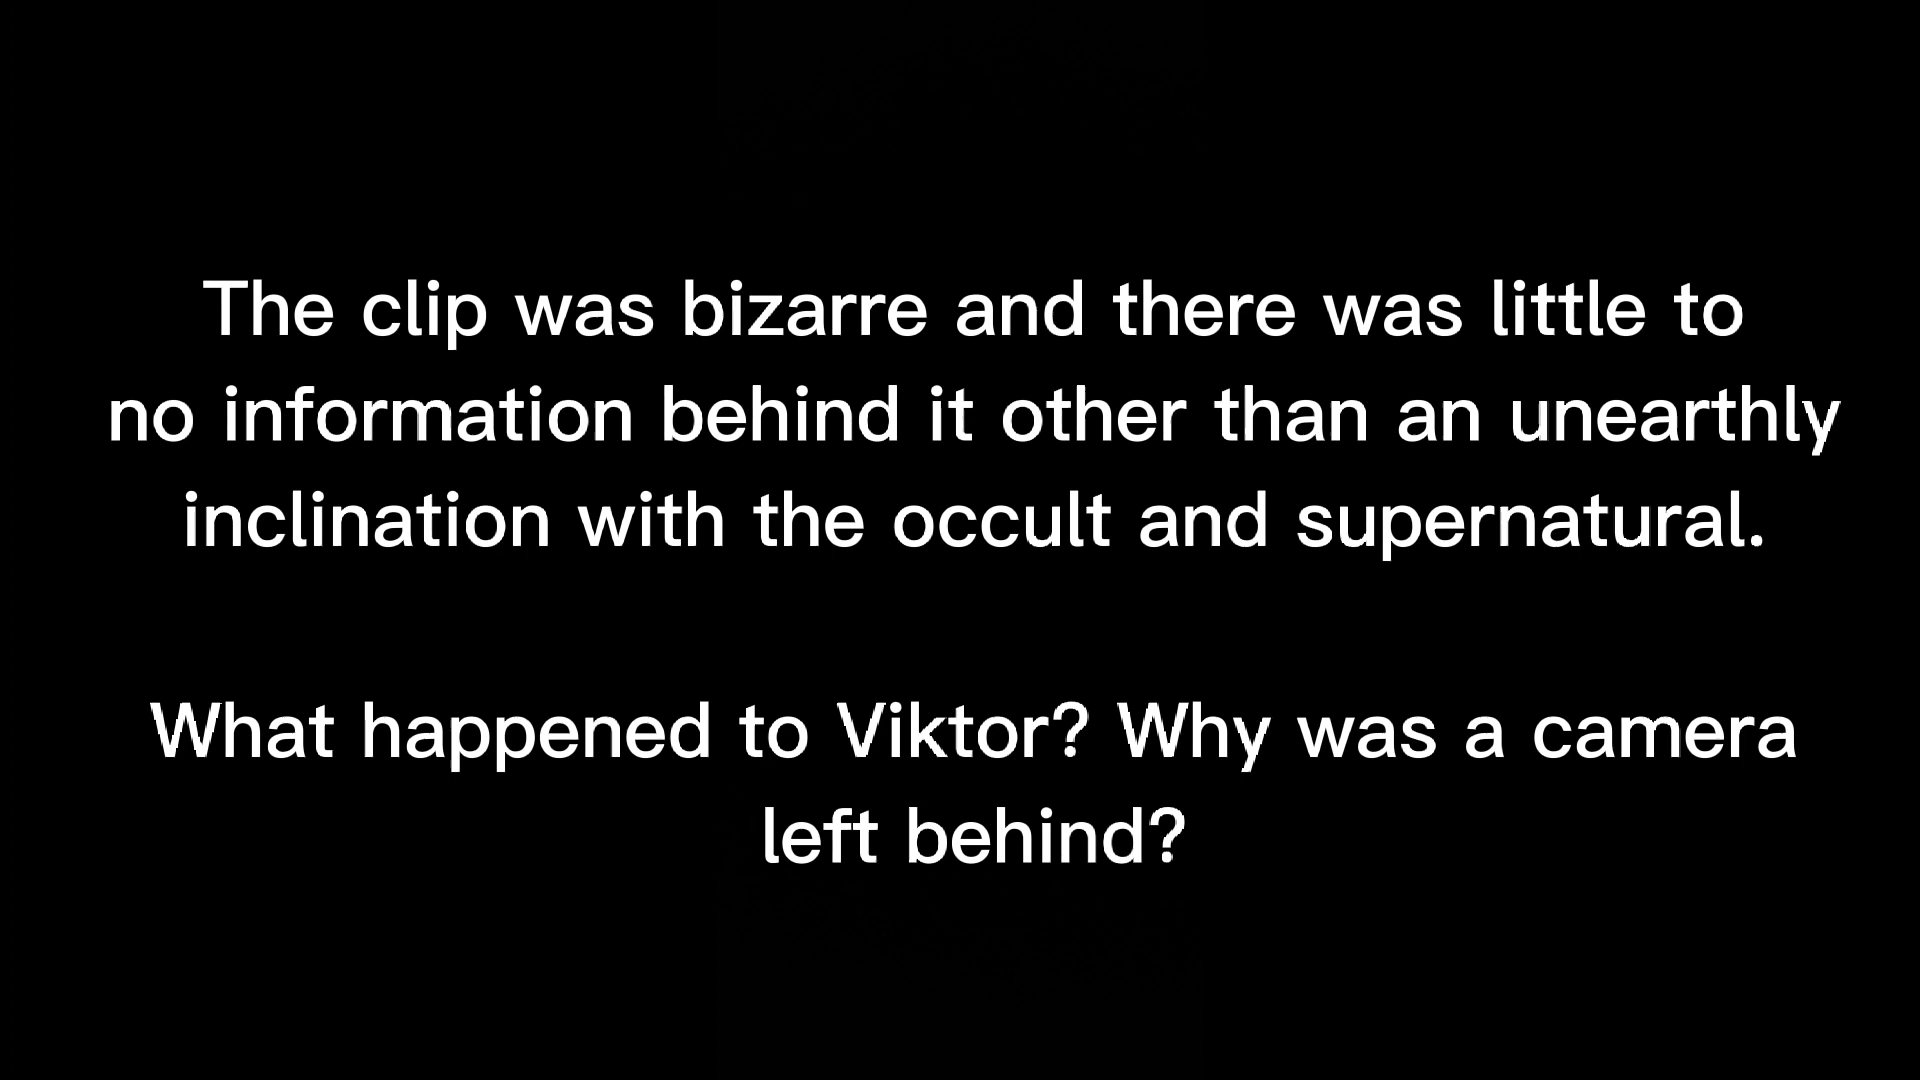 The clip was bizarre and there was little to
no information behind it other than an unearthly
inclination with the occult and supernatural.
What happened to Viktor? Why was a camera
left behind?